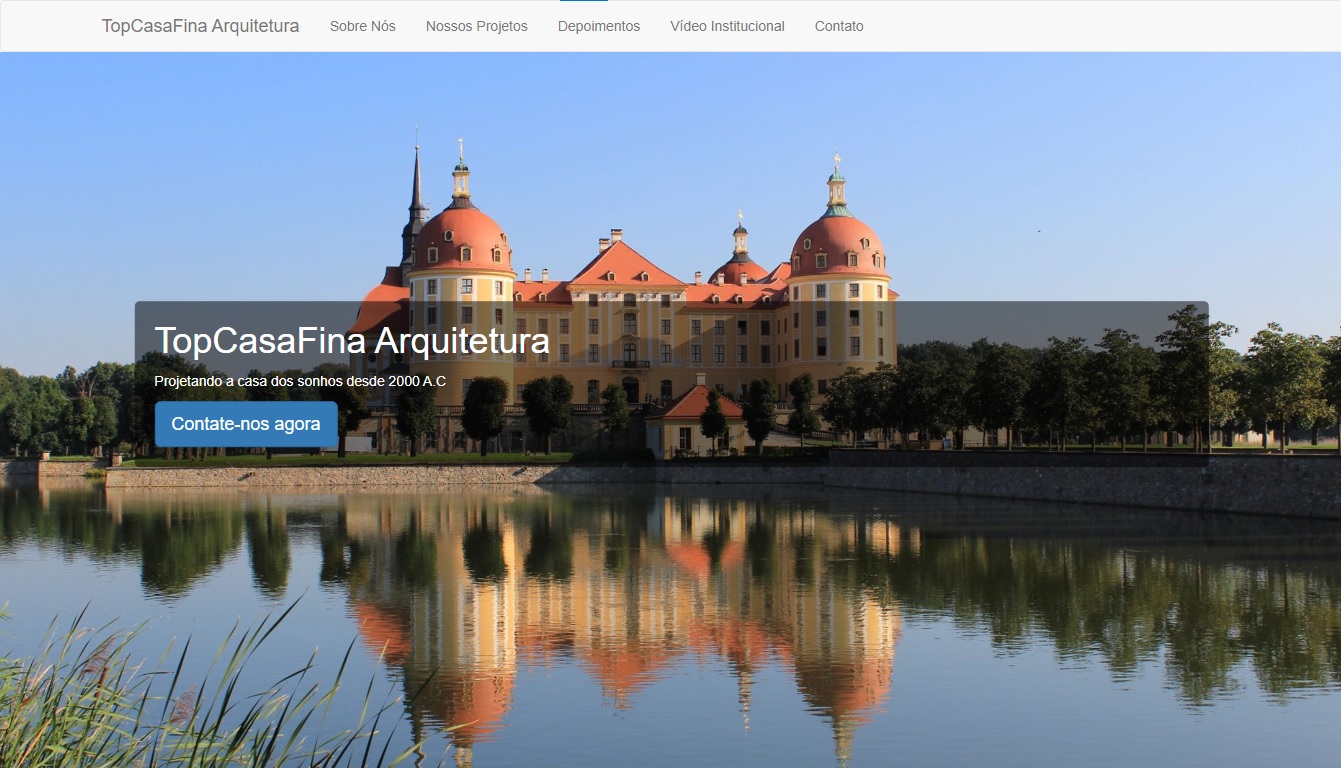 TopCasaFina Arquitetura Sobre Nós Nossos Projetos Depoimentos Vídeo Institucional Contato
TopCasaFina Arquitetura
Projetando a casa dos sonhos desde 2000 A.C
Contate-nos agora